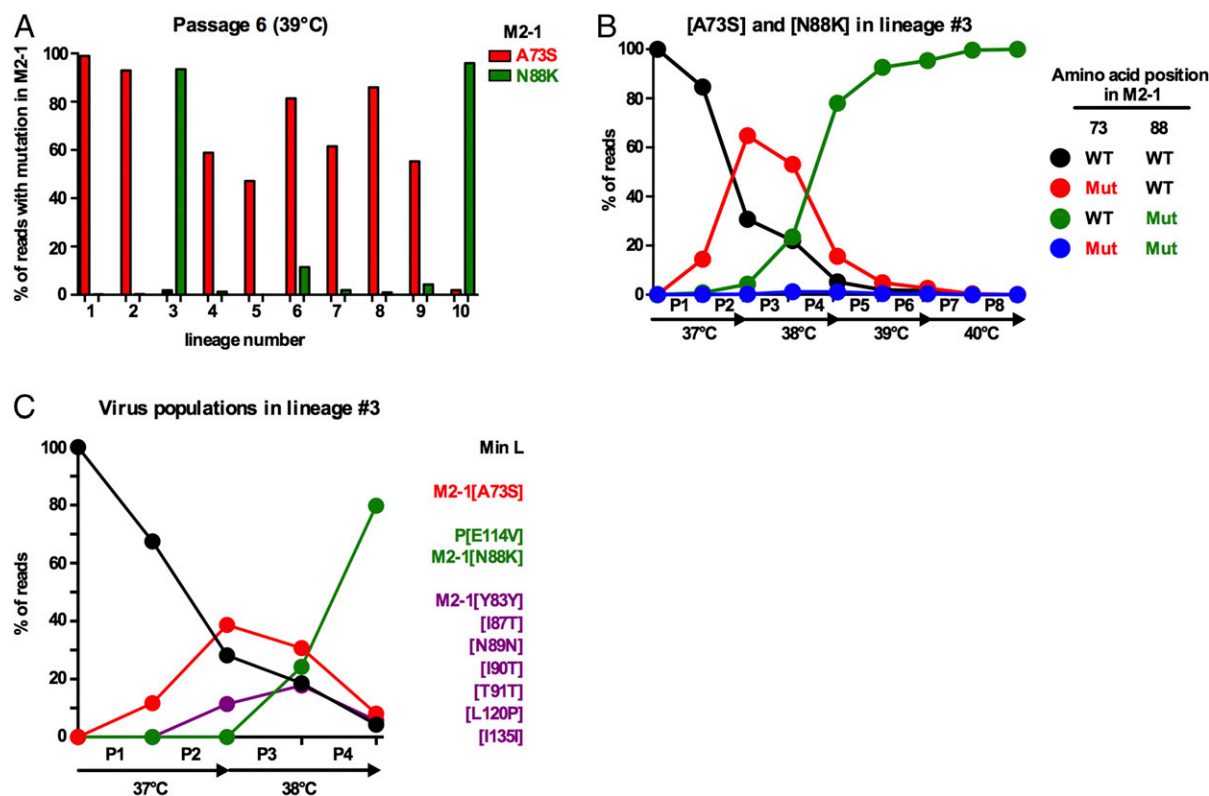 A
Passage 6 (39°C)
M2-1
A73S
N88K
% of reads with mutation in M2-1
100
80
60
40
20
0
1 2 3 4 5 6 7 8 9 10
lineage number
B
[A73S] and [N88K] in lineage #3
% of reads
100
80
60
40
20
0
P1 P2 P3 P4 P5 P6 P7 P8
37°C 38°C 39°C 40°C
Amino acid position
in M2-1
73 88
WT WT
Mut WT
WT Mut
Mut Mut
C
Virus populations in lineage #3
% of reads
100
80
60
40
20
0
P1 P2 P3 P4
37°C 38°C
Min L
M2-1[A73S]
P[E114V]
M2-1[N88K]
M2-1[Y83Y]
[I87T]
[N89N]
[I90T]
[T91T]
[L120P]
[I135I]